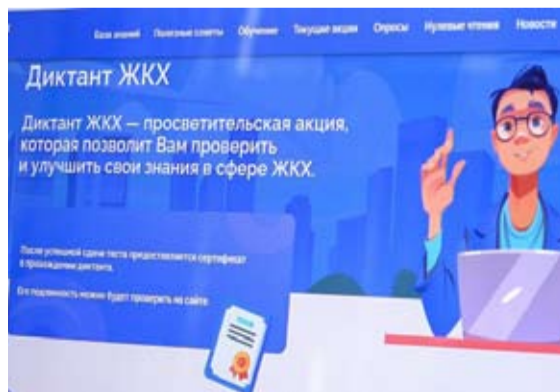 База знаний Полезные советы Обучение Текущие акции Опросы Нулевые чтения Новости
Диктант ЖКХ
Диктант ЖКХ — просветительская акция,
которая позволит Вам проверить
и улучшить свои знания в сфере ЖКХ.
После успешной сдачи теста предоставляется сертификат
о прохождении диктанта.
Его подлинность можно будет проверить на сайте